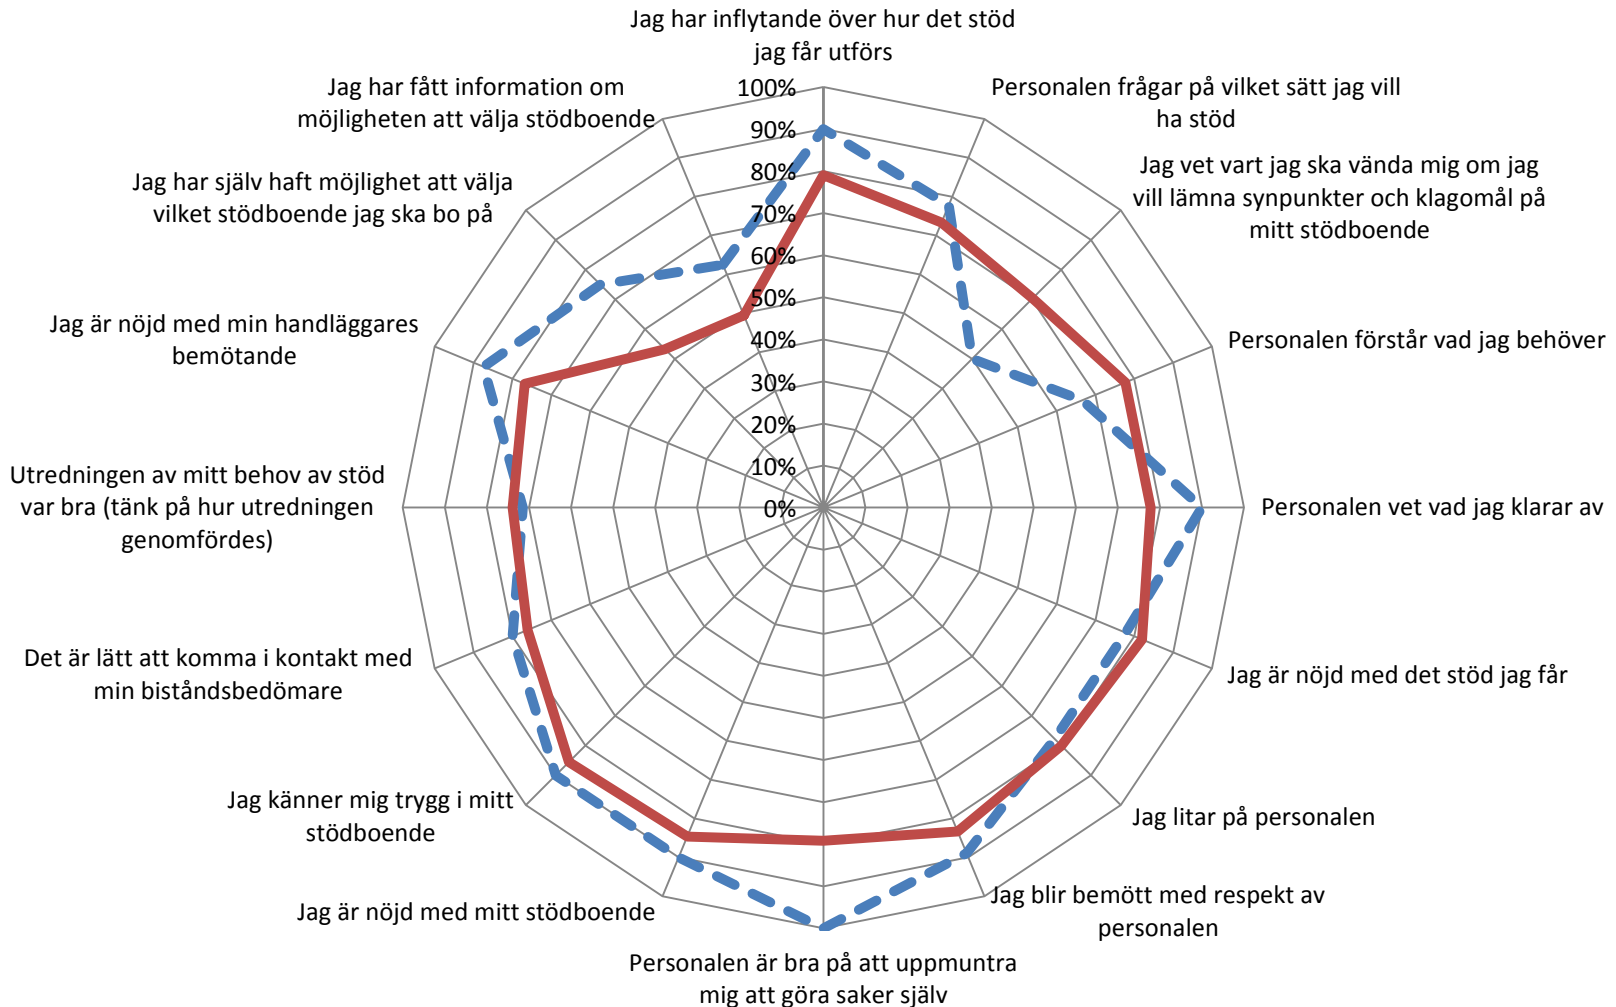 Jag har inflytande över hur det stöd
jag får utförs
Personalen frågar på vilket sätt jag vill
ha stöd
Jag vet vart jag ska vända mig om jag
vill lämna synpunkter och klagomål på
mitt stödboende
Personalen förstår vad jag behöver
Personalen vet vad jag klarar av
Jag är nöjd med det stöd jag får
Jag litar på personalen
Jag blir bemött med respekt av
personalen
Personalen är bra på att uppmuntra
mig att göra saker själv
Jag är nöjd med mitt stödboende
Jag känner mig trygg i mitt
stödboende
Det är lätt att komma i kontakt med
min biståndsbedömare
Utredningen av mitt behov av stöd
var bra (tänk på hur utredningen
genomfördes)
Jag är nöjd med min handläggares
bemötande
Jag har själv haft möjlighet att välja
vilket stödboende jag ska bo på
Jag har fått information om
möjligheten att välja stödboende
100%
90%
80%
70%
60%
50%
40%
30%
20%
10%
0%